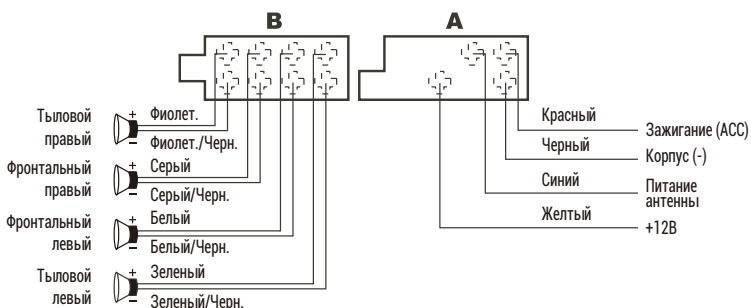 B
A
Тыловой
правый
+
−
Фиолет.
Фиолет./Черн.
Фронтальный
правый
+
−
Серый
Серый/Черн.
Фронтальный
левый
+
−
Белый
Белый/Черн.
Тыловой
левый
+
−
Зеленый
Зеленый/Черн.
Красный
Зажигание (АСС)
Черный
Корпус (-)
Синий
Питание
антенны
Желтый
+12В